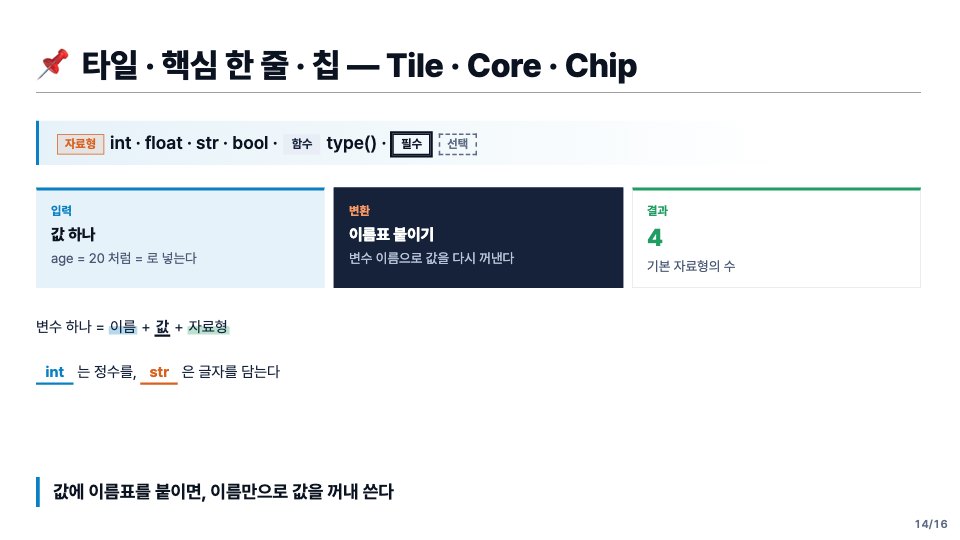 📌 타일 · 핵심 한 줄 · 칩 — Tile · Core · Chip
자료형 int · float · str · bool · 함수 type() · 필수 선택
입력
값 하나
age = 20 처럼 = 로 넣는다
변환
이름표 붙이기
변수 이름으로 값을 다시 꺼낸다
결과
4
기본 자료형의 수
변수 하나 = 이름 + 값 + 자료형
int 는 정수를, str 은 글자를 담는다
값에 이름표를 붙이면, 이름만으로 값을 꺼내 쓴다
14/16